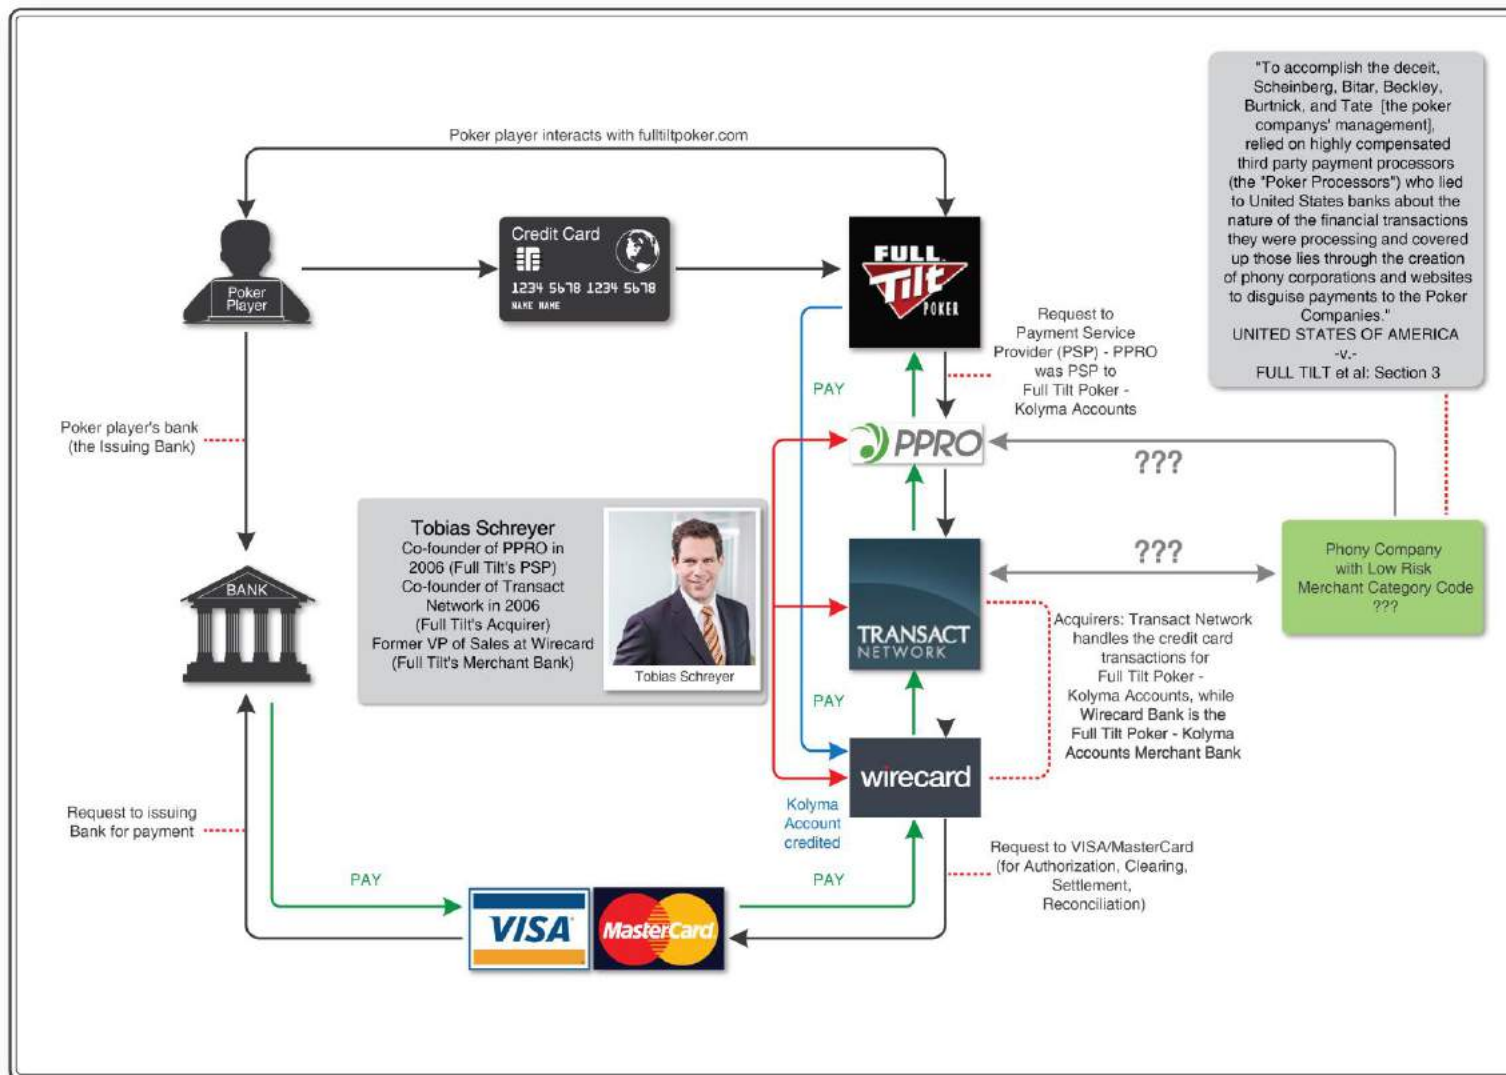 Poker player interacts with fulltiltpoker.com
"To accomplish the deceit,
Scheinberg, Bitar, Beckley,
Burtnick, and Tate [the poker
companys' management],
relied on highly compensated
third party payment processors
(the "Poker Processors") who lied
to United States banks about the
nature of the financial transactions
they were processing and covered
up those lies through the creation
of phony corporations and websites
to disguise payments to the Poker
Companies."
UNITED STATES OF AMERICA
-v.-
FULL TILT et al: Section 3
Poker
Player
Credit Card
1234 5678 1234 5678
NAME NAME
FULL
Tilt
POKER
Request to
Payment Service
Provider (PSP) - PPRO
was PSP to
Full Tilt Poker -
Kolyma Accounts
PAY
Poker player's bank
(the Issuing Bank)
PPRO
???
Tobias Schreyer
Co-founder of PPRO in
2006 (Full Tilt's PSP)
Co-founder of Transact
Network in 2006
(Full Tilt's Acquirer)
Former VP of Sales at Wirecard
(Full Tilt's Merchant Bank)
Tobias Schreyer
BANK
TRANSACT
NETWORK
???
Phony Company
with Low Risk
Merchant Category Code
???
Acquirers: Transact Network
handles the credit card
transactions for
Full Tilt Poker -
Kolyma Accounts, while
Wirecard Bank is the
Full Tilt Poker - Kolyma
Accounts Merchant Bank
PAY
wirecard
Kolyma
Account
credited
Request to issuing
Bank for payment
Request to VISA/MasterCard
(for Authorization, Clearing,
Settlement,
Reconciliation)
PAY
PAY
VISA
MasterCard